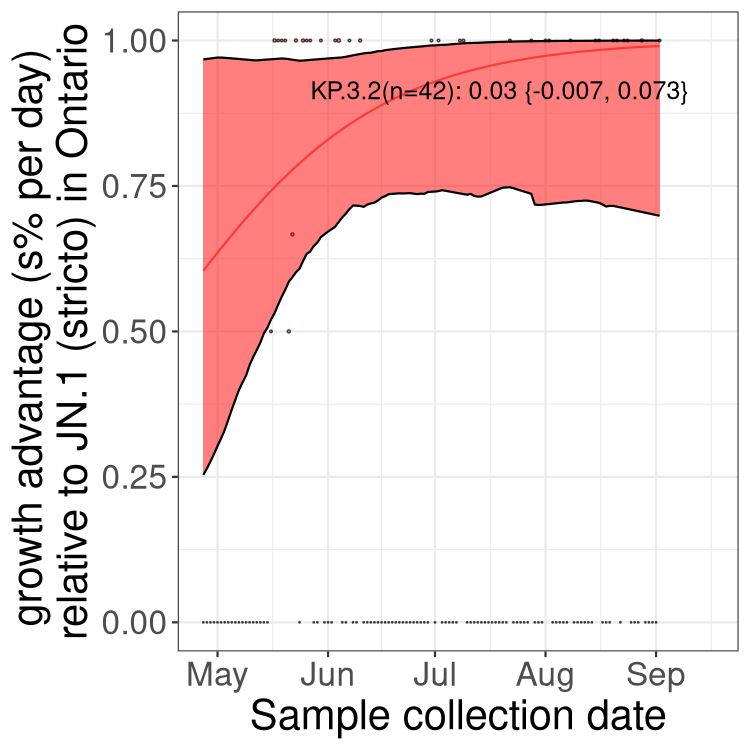 growth advantage (s% per day)
relative to JN.1 (stricto) in Ontario
1.00
0.75
0.50
0.25
0.00
KP.3.2(n=42): 0.03 {-0.007, 0.073}
May Jun Jul Aug Sep
Sample collection date